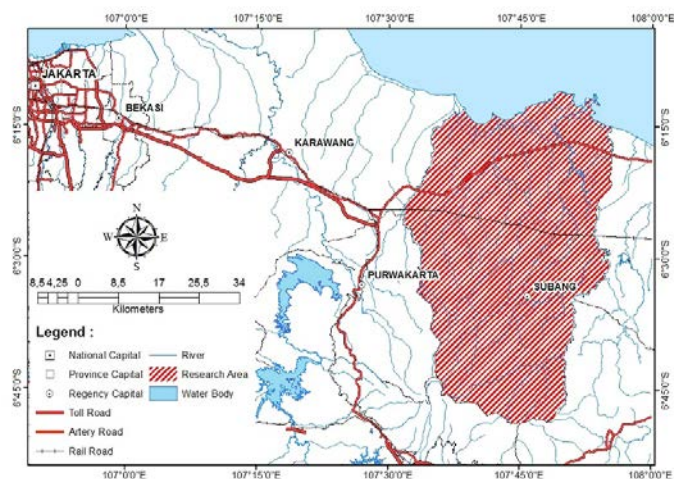 107°0'0"E 107°15'0"E 107°30'0"E 107°45'0"E 108°0'0"E
JAKARTA
BEKASI
KARAWANG
PURWAKARTA
SUBANG
6°15'0"S 6°30'0"S 6°45'0"S
6°15'0"S 6°30'0"S 6°45'0"S
N
W E
S
8,5 4,25 0 8,5 17 25,5 34
Kilometers
Legend :
National Capital River
Province Capital Research Area
Regency Capital Water Body
Toll Road
Artery Road
Rail Road
107°0'0"E 107°15'0"E 107°30'0"E 107°45'0"E 108°0'0"E